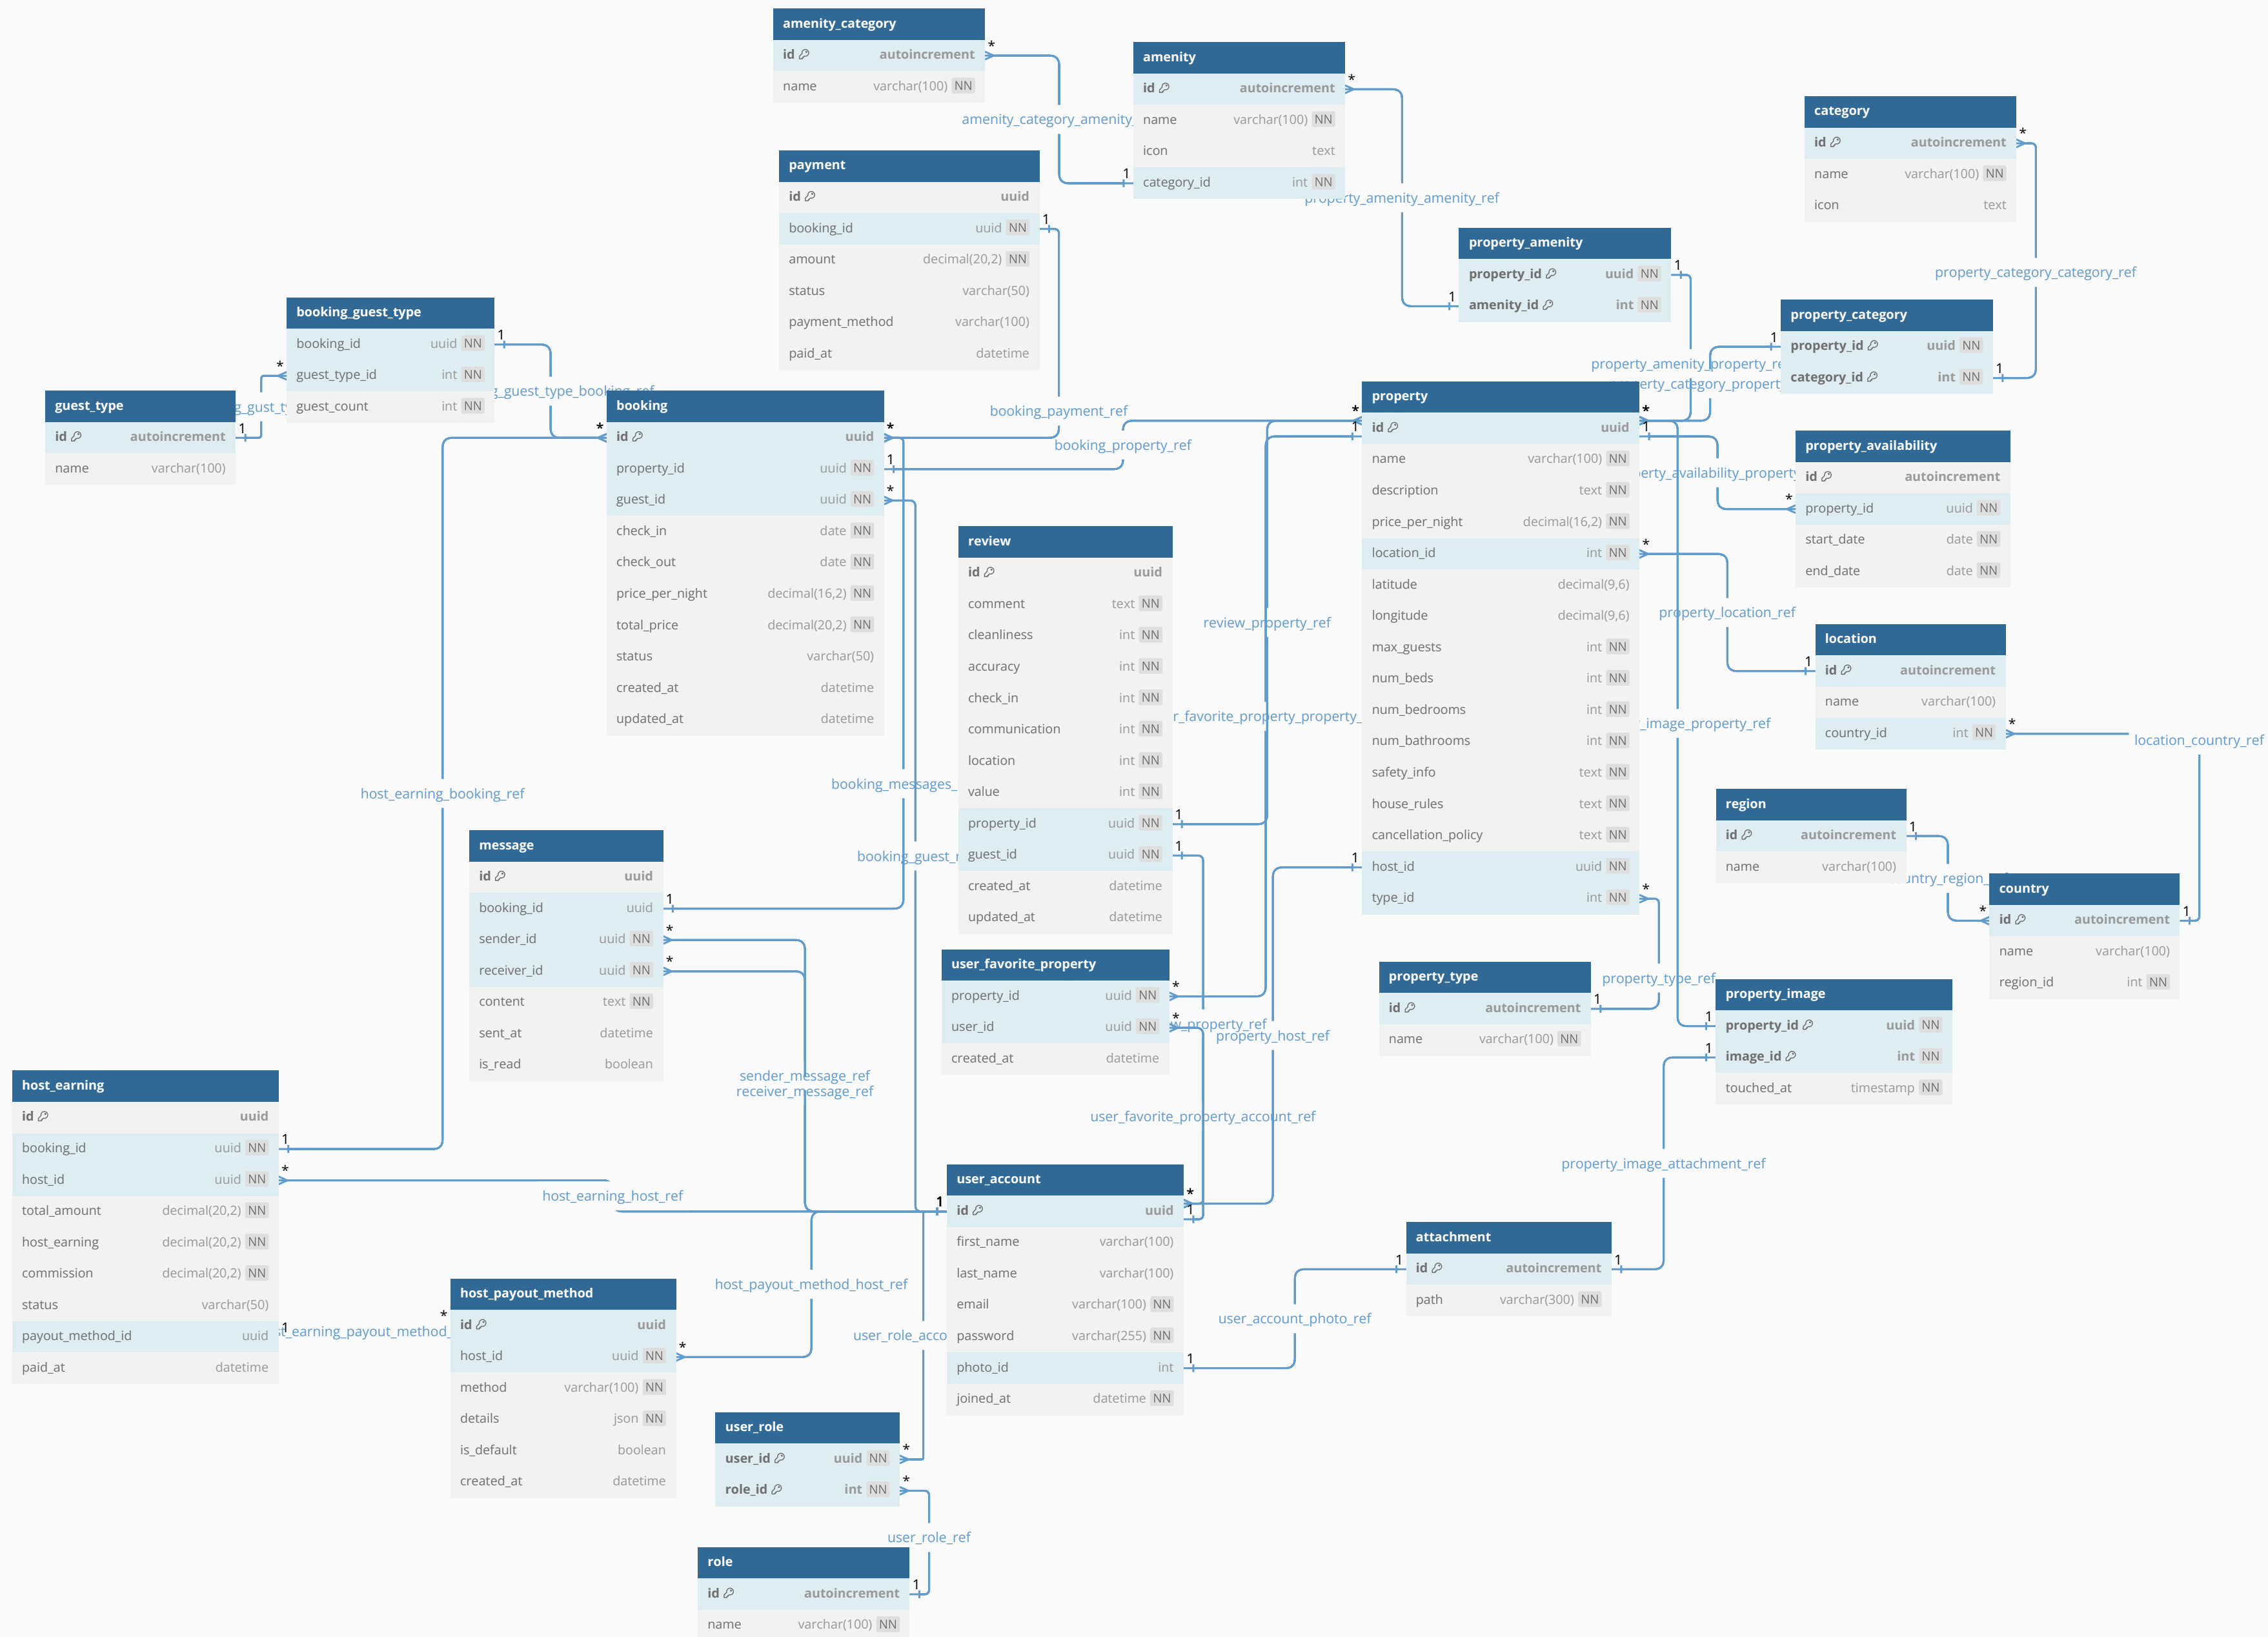 amenity_category
id autoincrement
name varchar(100) NN
amenity
id autoincrement
name varchar(100) NN
icon text
category_id int NN
category
id autoincrement
name varchar(100) NN
icon text
payment
id uuid
booking_id uuid NN
amount decimal(20,2) NN
status varchar(50)
payment_method varchar(100)
paid_at datetime
property_amenity
property_id uuid NN
amenity_id int NN
booking_guest_type
booking_id uuid NN
guest_type_id int NN
guest_count int NN
property_category
property_id uuid NN
category_id int NN
guest_type
id autoincrement
name varchar(100)
booking
id uuid
property_id uuid NN
guest_id uuid NN
check_in date NN
check_out date NN
price_per_night decimal(16,2) NN
total_price decimal(20,2) NN
status varchar(50)
created_at datetime
updated_at datetime
property
id uuid
name varchar(100) NN
description text NN
price_per_night decimal(16,2) NN
location_id int NN
latitude decimal(9,6)
longitude decimal(9,6)
max_guests int NN
num_beds int NN
num_bedrooms int NN
num_bathrooms int NN
safety_info text NN
house_rules text NN
cancellation_policy text NN
host_id uuid NN
type_id int NN
property_availability
id autoincrement
property_id uuid NN
start_date date NN
end_date date NN
review
id uuid
comment text NN
cleanliness int NN
accuracy int NN
check_in int NN
communication int NN
location int NN
value int NN
property_id uuid NN
guest_id uuid NN
created_at datetime
updated_at datetime
location
id autoincrement
name varchar(100)
country_id int NN
region
id autoincrement
name varchar(100)
country
id autoincrement
name varchar(100)
region_id int NN
message
id uuid
booking_id uuid
sender_id uuid NN
receiver_id uuid NN
content text NN
sent_at datetime
is_read boolean
user_favorite_property
property_id uuid NN
user_id uuid NN
created_at datetime
property_type
id autoincrement
name varchar(100) NN
property_image
property_id uuid NN
image_id int NN
touched_at timestamp NN
host_earning
id uuid
booking_id uuid NN
host_id uuid NN
total_amount decimal(20,2) NN
host_earning decimal(20,2) NN
commission decimal(20,2) NN
status varchar(50)
payout_method_id uuid
paid_at datetime
user_account
id uuid
first_name varchar(100)
last_name varchar(100)
email varchar(100) NN
password varchar(255) NN
photo_id int
joined_at datetime NN
attachment
id autoincrement
path varchar(300) NN
host_payout_method
id uuid
host_id uuid NN
method varchar(100) NN
details json NN
is_default boolean
created_at datetime
user_role
user_id uuid NN
role_id int NN
role
id autoincrement
name varchar(100) NN
amenity_category_amenity_
property_amenity_amenity_ref
property_category_category_ref
booking_payment_ref
booking_property_ref
review_property_ref
property_location_ref
location_country_ref
host_earning_booking_ref
booking_messages_
property_type_ref
property_host_ref
sender_message_ref
receiver_message_ref
user_favorite_property_account_ref
property_image_attachment_ref
host_earning_host_ref
host_payout_method_host_ref
user_account_photo_ref
user_role_ref